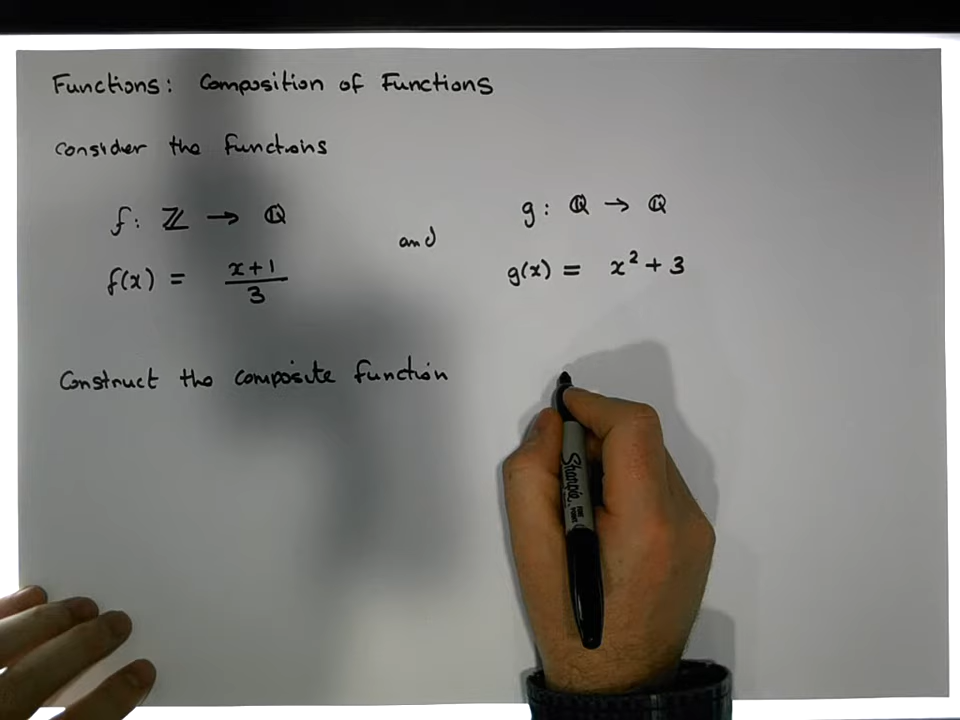 Functions: Composition of Functions
Consider the functions
f: ℤ → ℚ
and
g: ℚ → ℚ
f(x) = (x+1)/3
g(x) = x² + 3
Construct the composite function
Sharpie